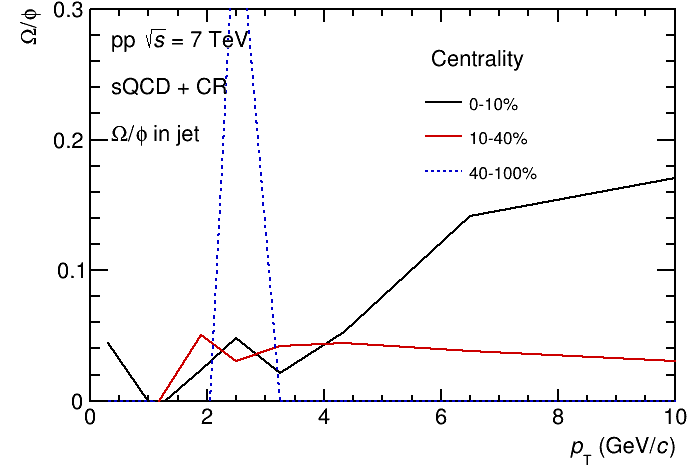 Ω/ϕ
0.3
0.2
0.1
0
pp √s = 7 TeV
sQCD + CR
Ω/ϕ in jet
Centrality
0-10%
10-40%
40-100%
0 2 4 6 8 10
p_T (GeV/c)